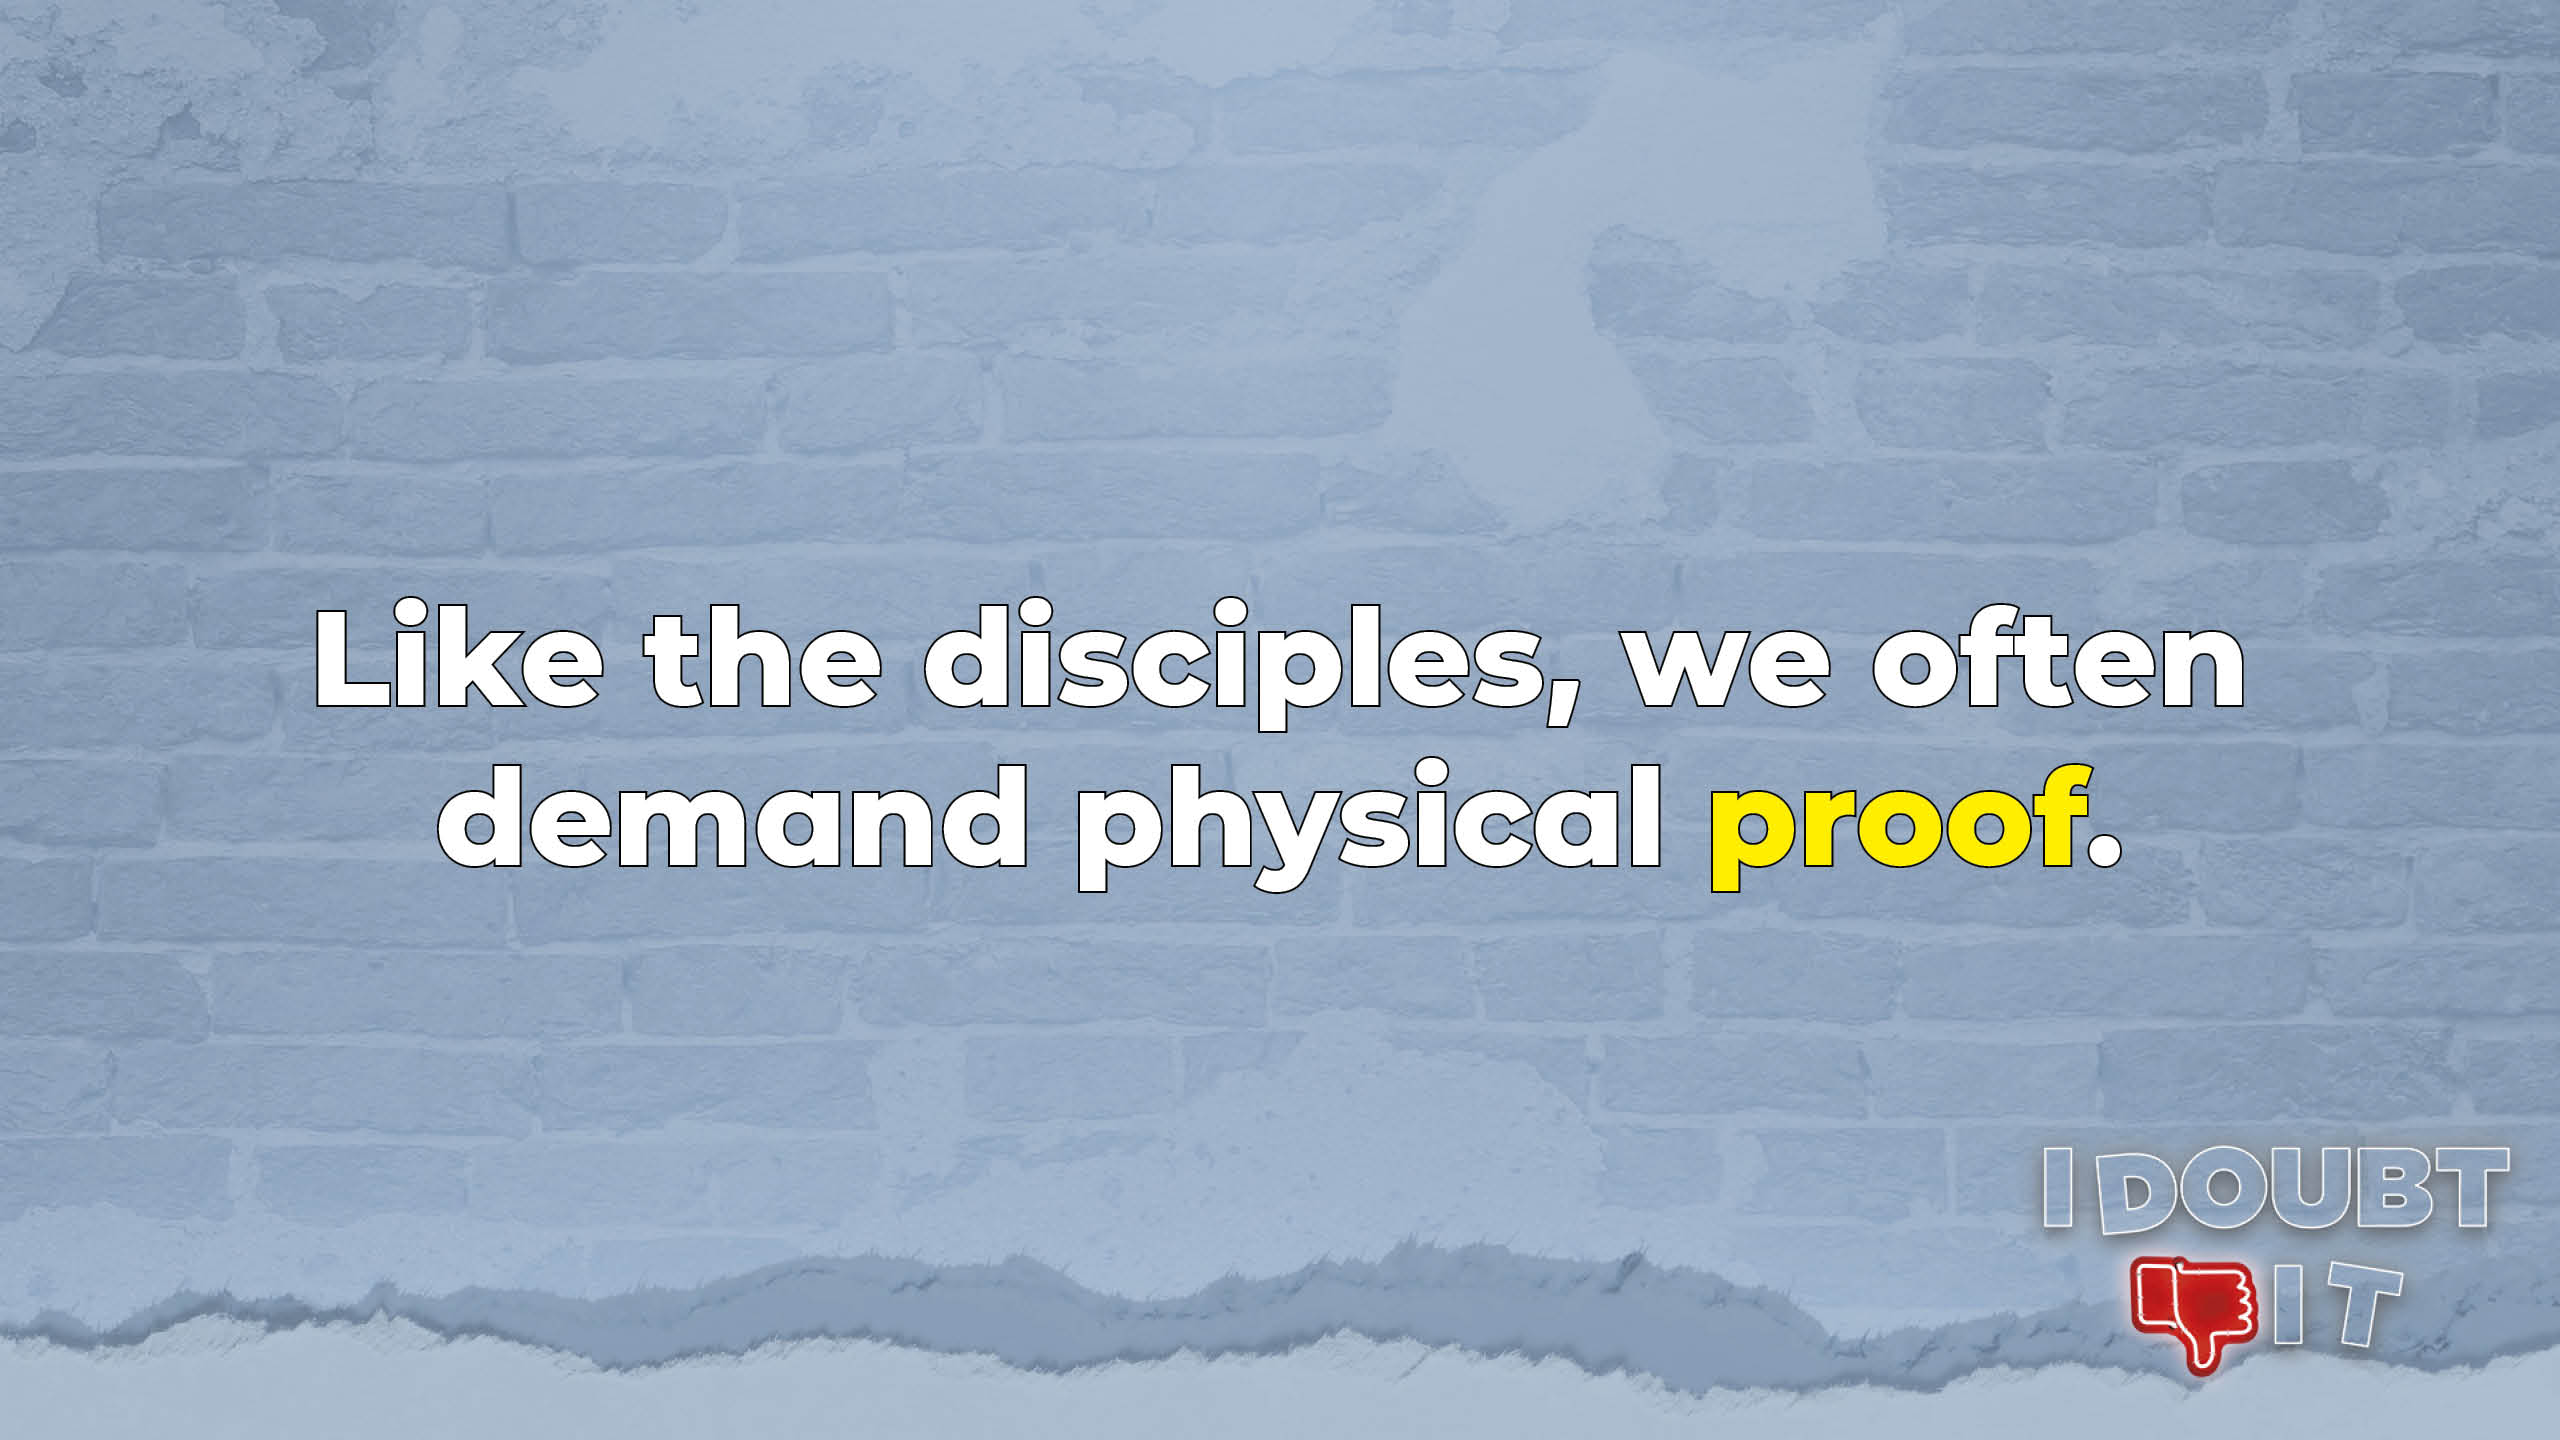 Like the disciples, we often
demand physical proof.
I DOUBT
IT